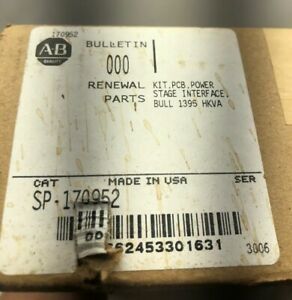 170952
A-B
QUALITY
BULLETIN
000
RENEWAL
PARTS
KIT,PCB,POWER
STAGE INTERFACE,
BULL 1395 HKVA
CAT
MADE IN USA
SER
SP-170952
62453301631
3006